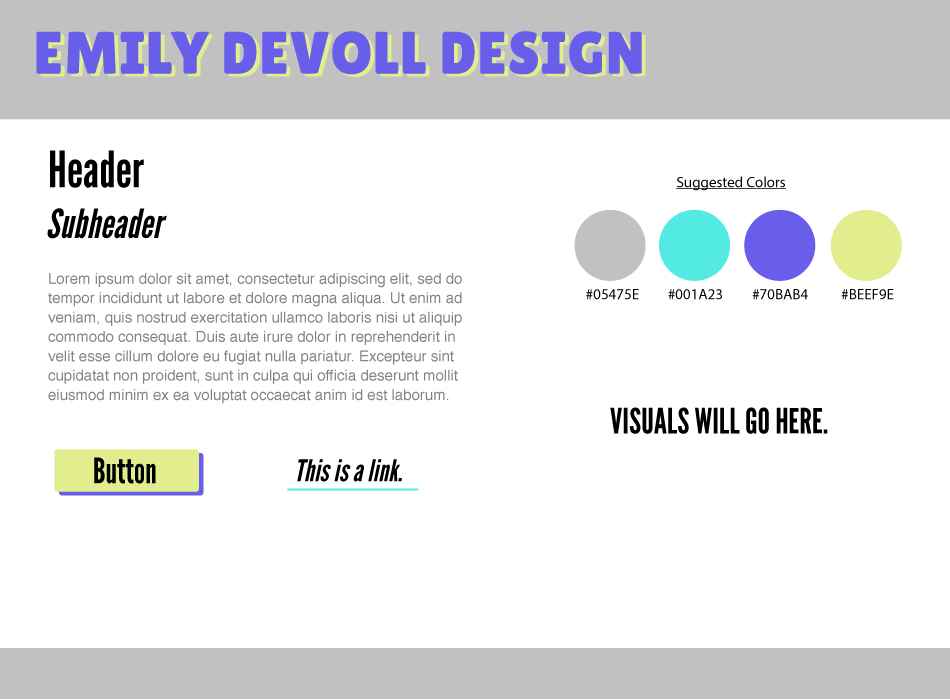 EMILY DEVOLL DESIGN
Header
Subheader
Lorem ipsum dolor sit amet, consectetur adipiscing elit, sed do
tempor incididunt ut labore et dolore magna aliqua. Ut enim ad
veniam, quis nostrud exercitation ullamco laboris nisi ut aliquip
commodo consequat. Duis aute irure dolor in reprehenderit in
velit esse cillum dolore eu fugiat nulla pariatur. Excepteur sint
cupidatat non proident, sunt in culpa qui officia deserunt mollit
eiusmod minim ex ea voluptat occaecat anim id est laborum.
Button
This is a link.
Suggested Colors
#05475E
#001A23
#70BAB4
#BEEF9E
VISUALS WILL GO HERE.